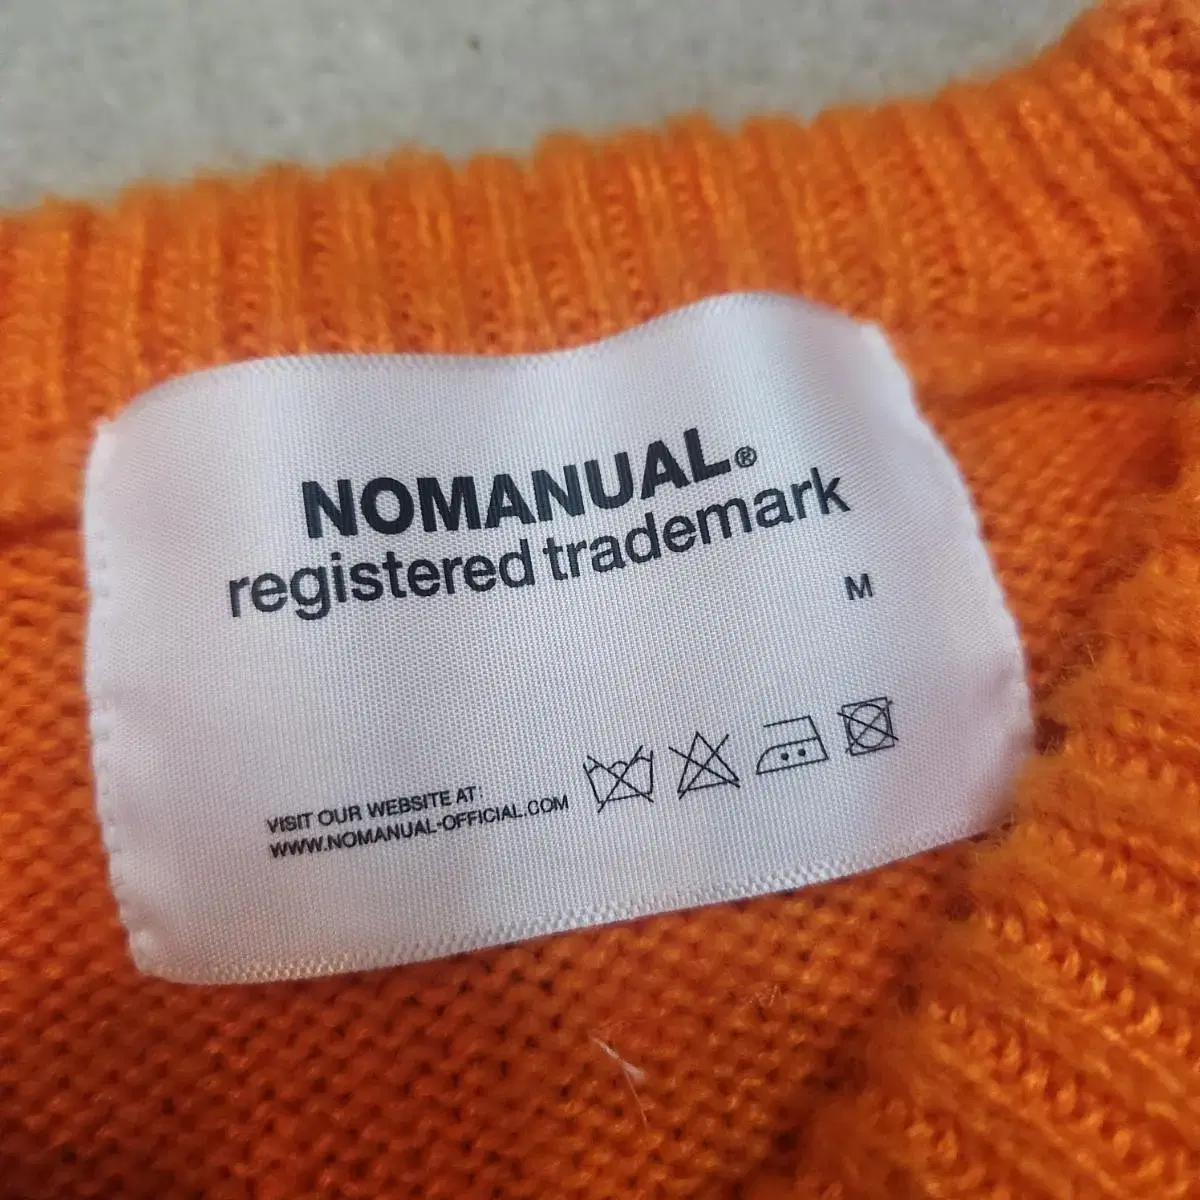 NOMANUAL®
registered trademark
M
VISIT OUR WEBSITE AT:
WWW.NOMANUAL-OFFICIAL.COM